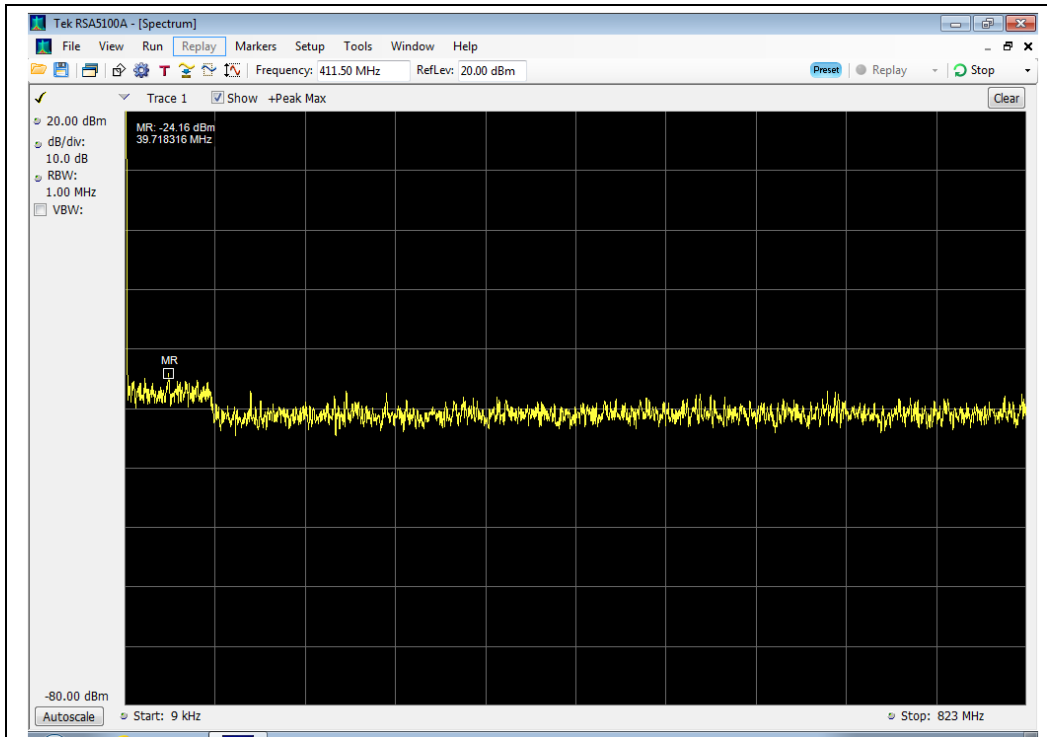 Tek RSA5100A - [Spectrum]
File View Run Replay Markers Setup Tools Window Help
Frequency: 411.50 MHz RefLev: 20.00 dBm Preset Replay Stop
Trace 1 Show +Peak Max Clear
20.00 dBm
dB/div:
10.0 dB
RBW:
1.00 MHz
VBW:
MR: -24.16 dBm
39.718316 MHz
MR
-80.00 dBm
Autoscale Start: 9 kHz Stop: 823 MHz